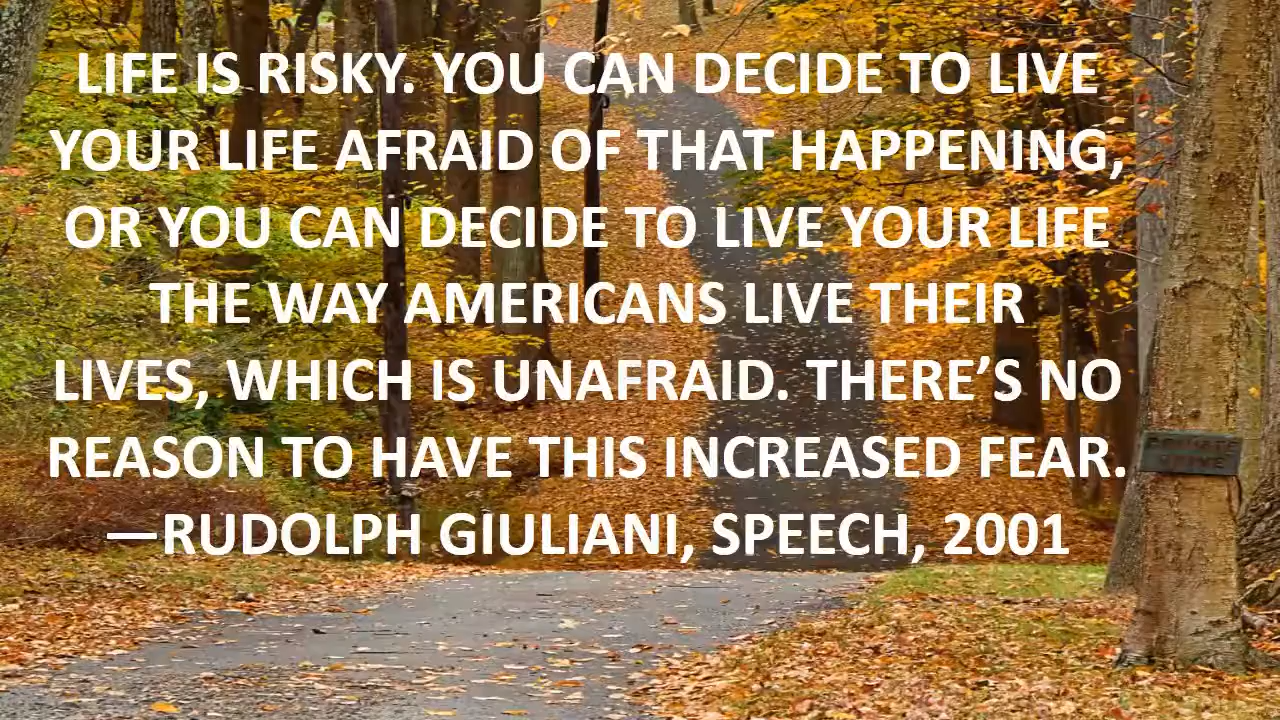 LIFE IS RISKY. YOU CAN DECIDE TO LIVE
YOUR LIFE AFRAID OF THAT HAPPENING,
OR YOU CAN DECIDE TO LIVE YOUR LIFE
THE WAY AMERICANS LIVE THEIR
LIVES, WHICH IS UNAFRAID. THERE’S NO
REASON TO HAVE THIS INCREASED FEAR.
—RUDOLPH GIULIANI, SPEECH, 2001